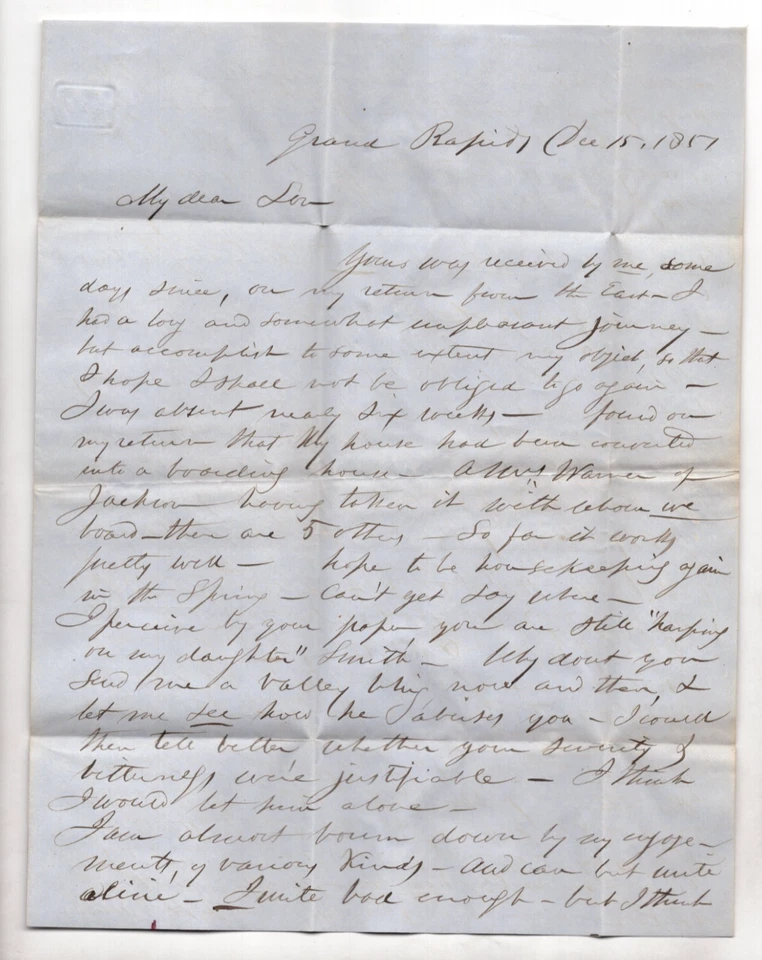 Grand Rapids Dec 15, 1851
My dear Son
Yours was received by me, some
days since, on my return from the East – I
had a long and somewhat unpleasant journey –
but accomplish to some extent my object, so that
I hope I shall not be obliged to go again –
I was absent nearly six weeks – found on
my return that my house had been converted
into a boarding house – A Mrs Warner of
Jackson having taken it with whom we
board – there are 5 others – So far it works
pretty well – hope to be housekeeping again
in the Spring – Can't yet say where –
I perceive by your paper, you are still "harping
on my daughter" Smith – Why dont you
send me a Valley Whig now and then, &
let me see how he abuses you – I could
then tell better whether your severity &
bitterness were justifiable – I think
I would let him alone –
I am almost bourn down by my engage-
ments, of various Kinds – and can but write
a line – I write bad enough – but I think